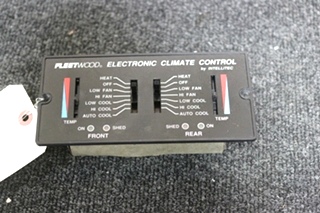 FLEETWOOD. ELECTRONIC CLIMATE CONTROL
by INTELLITEC
HEAT
OFF
LOW FAN
HI FAN
LOW COOL
HI COOL
AUTO COOL
TEMP
ON SHED
FRONT
HEAT
OFF
LOW FAN
HI FAN
LOW COOL
HI COOL
AUTO COOL
TEMP
SHED ON
REAR